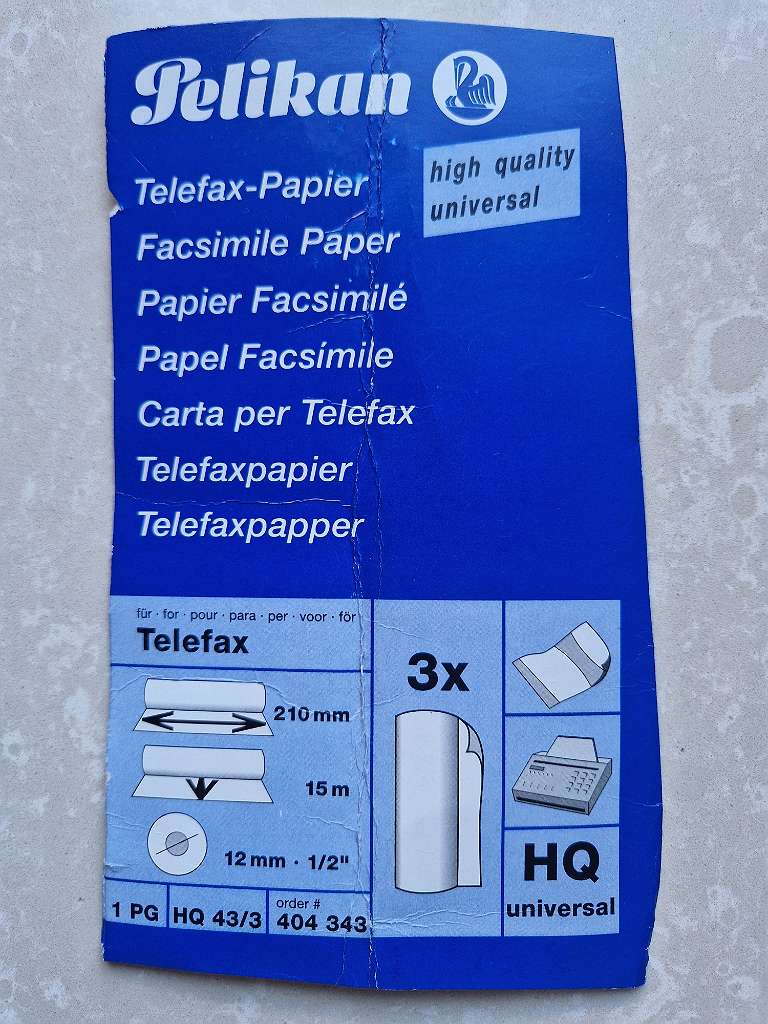 Pelikan
high quality
universal
Telefax-Papier
Facsimile Paper
Papier Facsimilé
Papel Facsímile
Carta per Telefax
Telefaxpapier
Telefaxpapper
für · for · pour · para · per · voor · för
Telefax
210 mm
15 m
12 mm · 1/2"
1 PG
HQ 43/3
order #
404 343
3x
HQ
universal